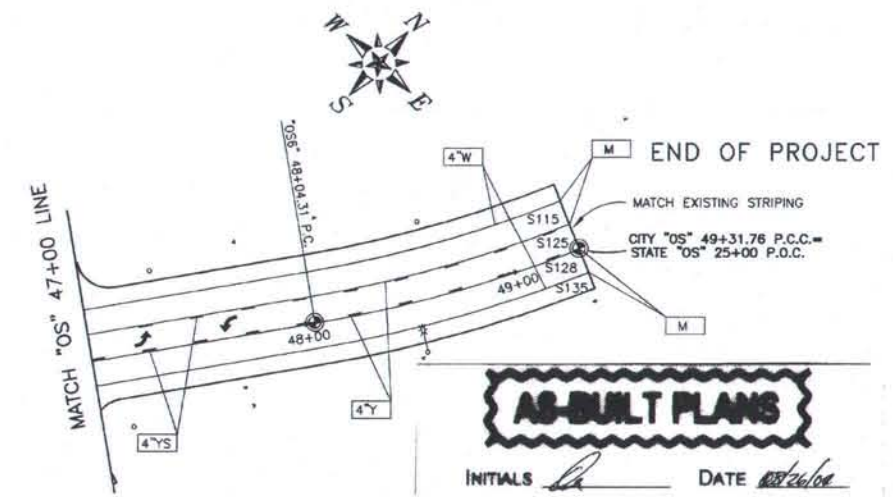 W N
S E
"OS6" 48+04.31 P.C.
4"W
M
END OF PROJECT
MATCH EXISTING STRIPING
CITY "OS" 49+31.76 P.C.C.=
STATE "OS" 25+00 P.O.C.
S115
S125
S128
S135
49+00
48+00
MATCH "OS" 47+00 LINE
M
4"Y
4"YS
AS-BUILT PLANS
INITIALS
DATE